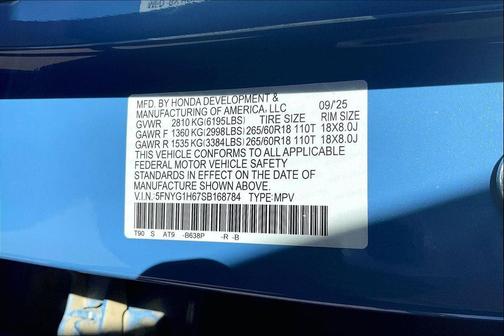 MFD. BY HONDA DEVELOPMENT &
MANUFACTURING OF AMERICA, LLC 09/'25
GVWR 2810 KG(6195LBS) TIRE SIZE RIM SIZE
GAWR F 1360 KG(2998LBS) 265/60R18 110T 18X8.0J
GAWR R 1535 KG(3384LBS) 265/60R18 110T 18X8.0J
THIS VEHICLE CONFORMS TO ALL APPLICABLE
FEDERAL MOTOR VEHICLE SAFETY
STANDARDS IN EFFECT ON THE DATE OF
MANUFACTURE SHOWN ABOVE.
V.I.N.:5FNYG1H67SB168784 TYPE:MPV
T90 S AT9 -B638P -R -B